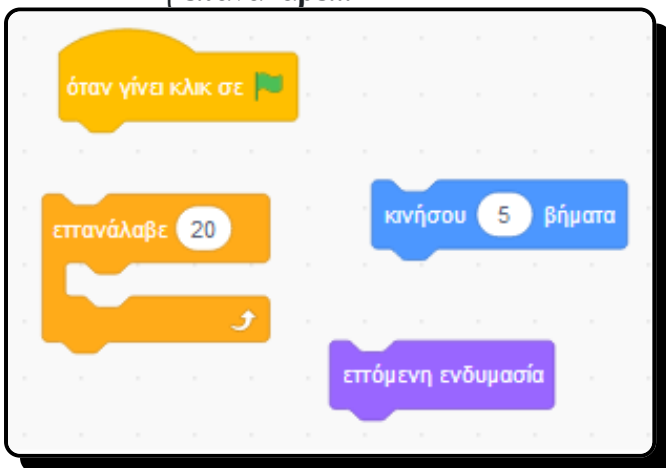 όταν γίνει κλικ σε
επανάλαβε 20
κινήσου 5 βήματα
επόμενη ενδυμασία